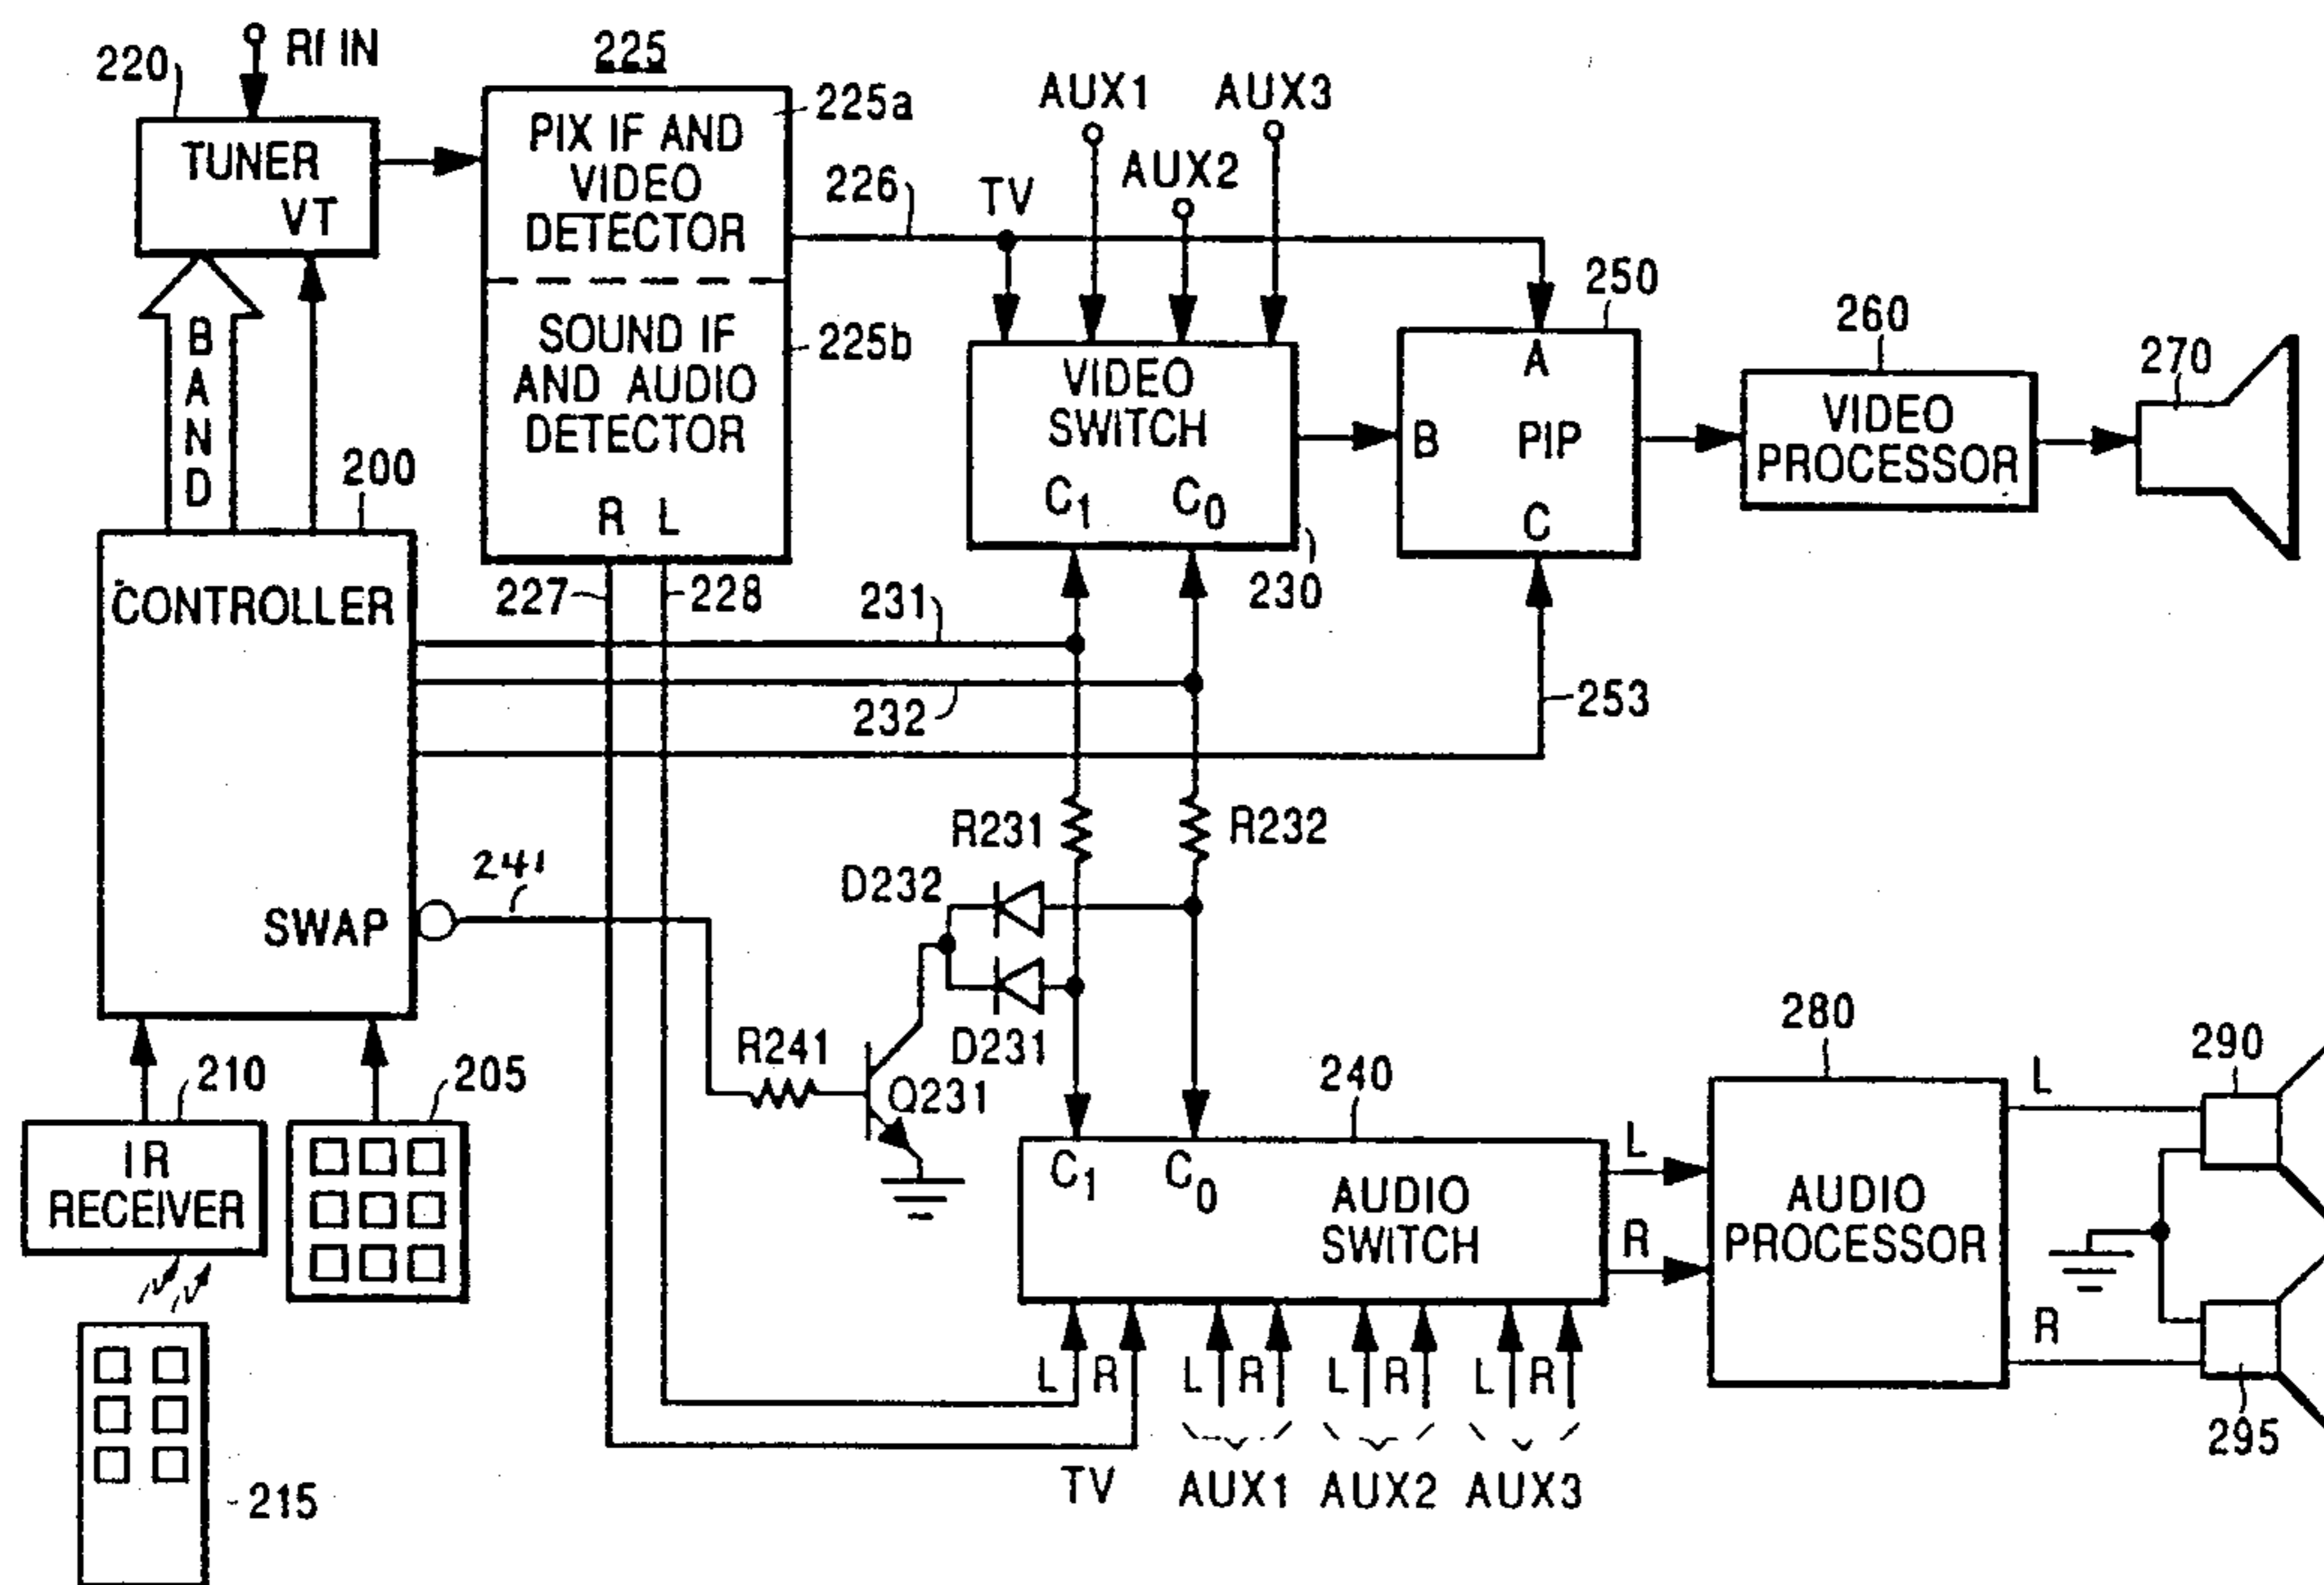 220
Rf IN
225
TUNER
VT
PIX IF AND
VIDEO
DETECTOR
225a
SOUND IF
AND AUDIO
DETECTOR
225b
R L
226
TV
AUX1
AUX2
AUX3
VIDEO
SWITCH
C1 C0
230
250
A
B PIP
C
260
VIDEO
PROCESSOR
270
BAND
200
CONTROLLER
SWAP
227
228
231
232
253
241
R231
R232
D232
D231
R241
Q231
210
205
IR
RECEIVER
215
240
C1 C0
AUDIO
SWITCH
L
R
280
AUDIO
PROCESSOR
L
R
290
295
L R L R L R L R
TV AUX1 AUX2 AUX3